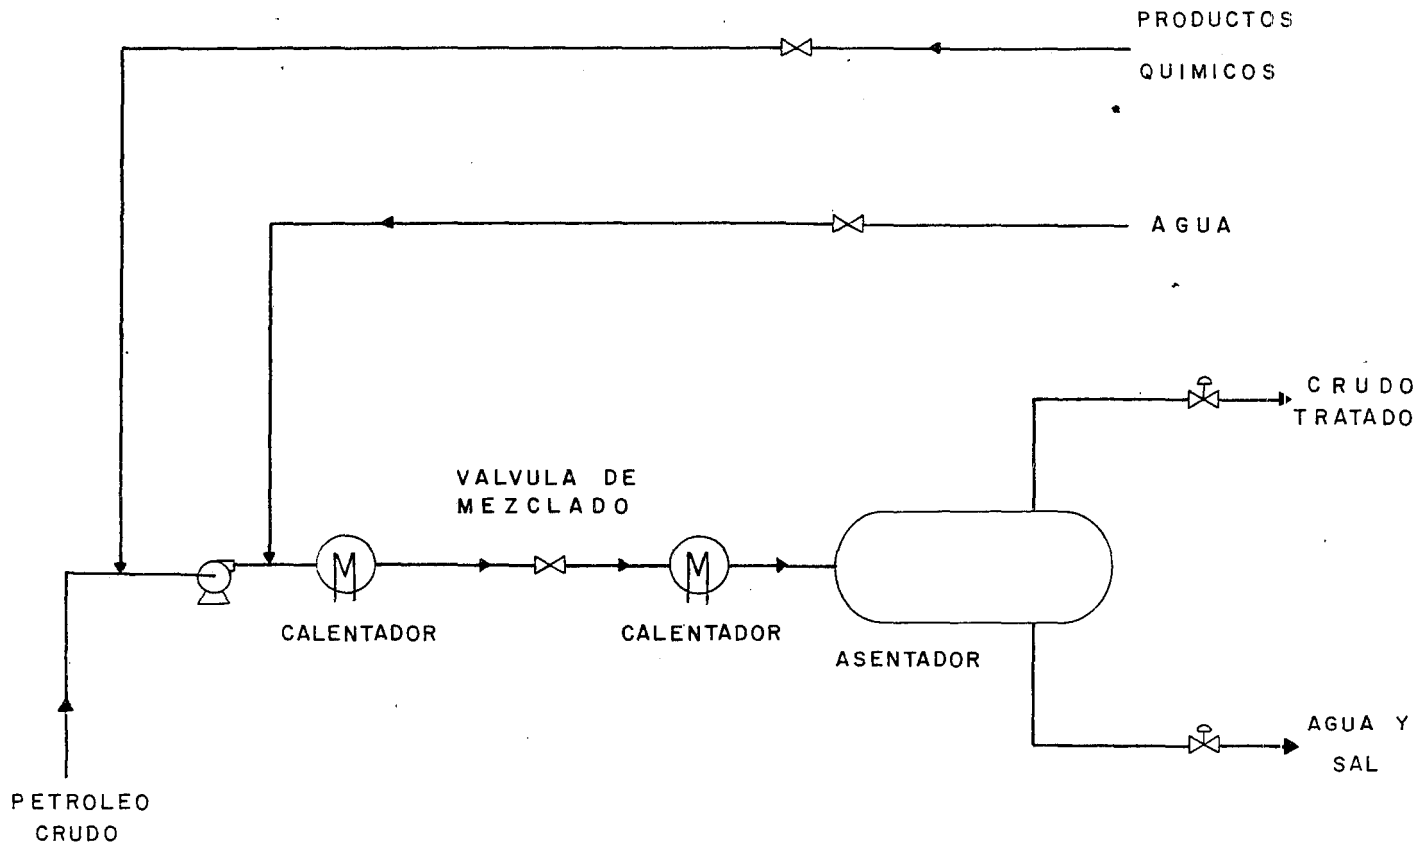 PRODUCTOS
QUIMICOS
AGUA
CRUDO
TRATADO
VALVULA DE
MEZCLADO
CALENTADOR
CALENTADOR
ASENTADOR
AGUA Y
SAL
PETROLEO
CRUDO